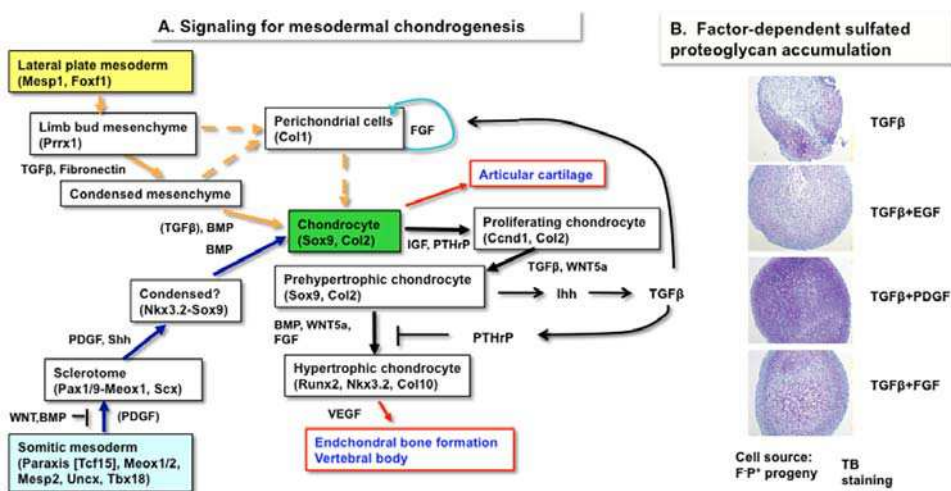 A. Signaling for mesodermal chondrogenesis
Lateral plate mesoderm
(Mesp1, Foxf1)
Limb bud mesenchyme
(Prrx1)
Perichondrial cells
(Col1)
FGF
TGFβ, Fibronectin
Condensed mesenchyme
Articular cartilage
(TGFβ), BMP
BMP
Chondrocyte
(Sox9, Col2)
IGF, PTHrP
Proliferating chondrocyte
(Ccnd1, Col2)
TGFβ, WNT5a
Prehypertrophic chondrocyte
(Sox9, Col2)
Ihh
TGFβ
Condensed?
(Nkx3.2-Sox9)
BMP, WNT5a,
FGF
PTHrP
PDGF, Shh
Hypertrophic chondrocyte
(Runx2, Nkx3.2, Col10)
Sclerotome
(Pax1/9-Meox1, Scx)
VEGF
WNT,BMP
(PDGF)
Endchondral bone formation
Vertebral body
Somitic mesoderm
(Paraxis [Tcf15], Meox1/2,
Mesp2, Uncx, Tbx18)
B. Factor-dependent sulfated
proteoglycan accumulation
TGFβ
TGFβ+EGF
TGFβ+PDGF
TGFβ+FGF
Cell source:
F-P+ progeny
TB
staining